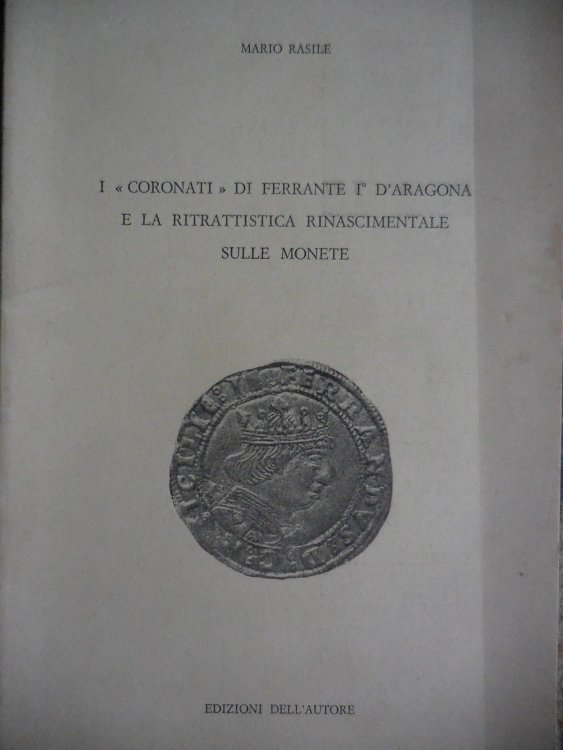 MARIO RASILE
I « CORONATI » DI FERRANTE I° D'ARAGONA
E LA RITRATTISTICA RINASCIMENTALE
SULLE MONETE
FERRANDVS
EDIZIONI DELL'AUTORE